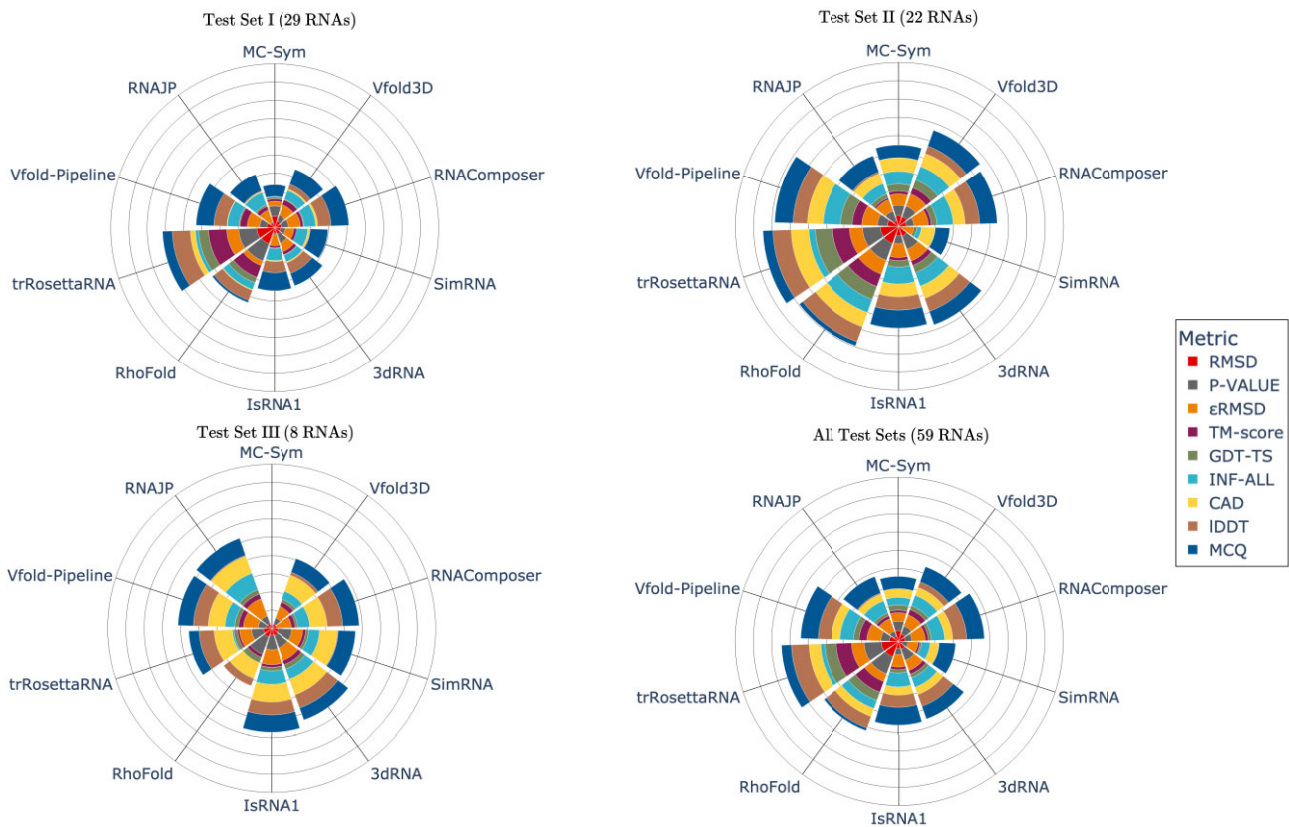 Test Set I (29 RNAs)
MC-Sym
Vfold3D
RNAComposer
SimRNA
3dRNA
IsRNA1
RhoFold
trRosettaRNA
Vfold-Pipeline
RNAJP
Test Set II (22 RNAs)
MC-Sym
Vfold3D
RNAComposer
SimRNA
3dRNA
IsRNA1
RhoFold
trRosettaRNA
Vfold-Pipeline
RNAJP
Test Set III (8 RNAs)
MC-Sym
Vfold3D
RNAComposer
SimRNA
3dRNA
IsRNA1
RhoFold
trRosettaRNA
Vfold-Pipeline
RNAJP
All Test Sets (59 RNAs)
MC-Sym
Vfold3D
RNAComposer
SimRNA
3dRNA
IsRNA1
RhoFold
trRosettaRNA
Vfold-Pipeline
RNAJP
Metric
RMSD
P-VALUE
εRMSD
TM-score
GDT-TS
INF-ALL
CAD
lDDT
MCQ